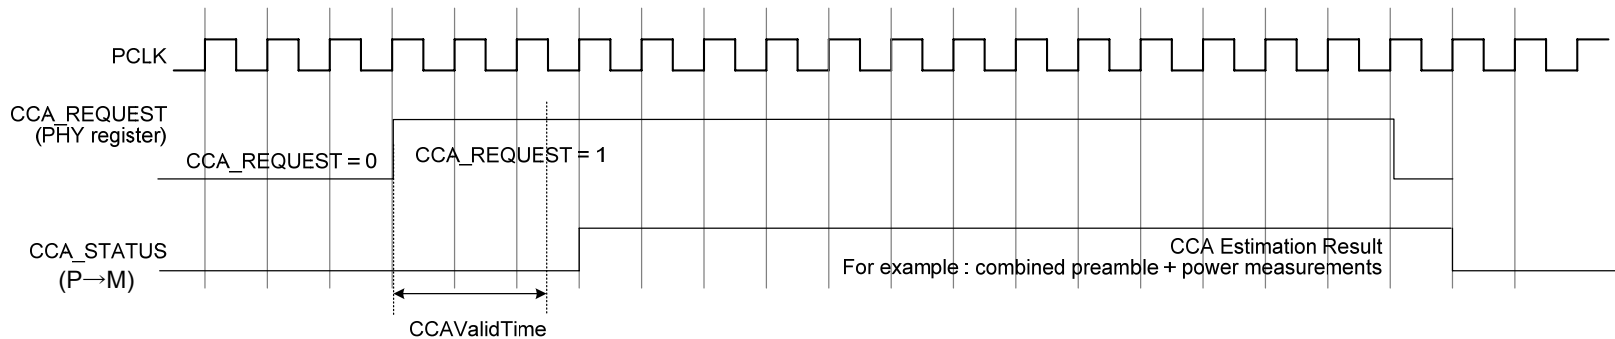 PCLK
CCA_REQUEST
(PHY register)
CCA_REQUEST = 0
CCA_REQUEST = 1
CCA_STATUS
(P→M)
CCA Estimation Result
For example : combined preamble + power measurements
CCAValidTime